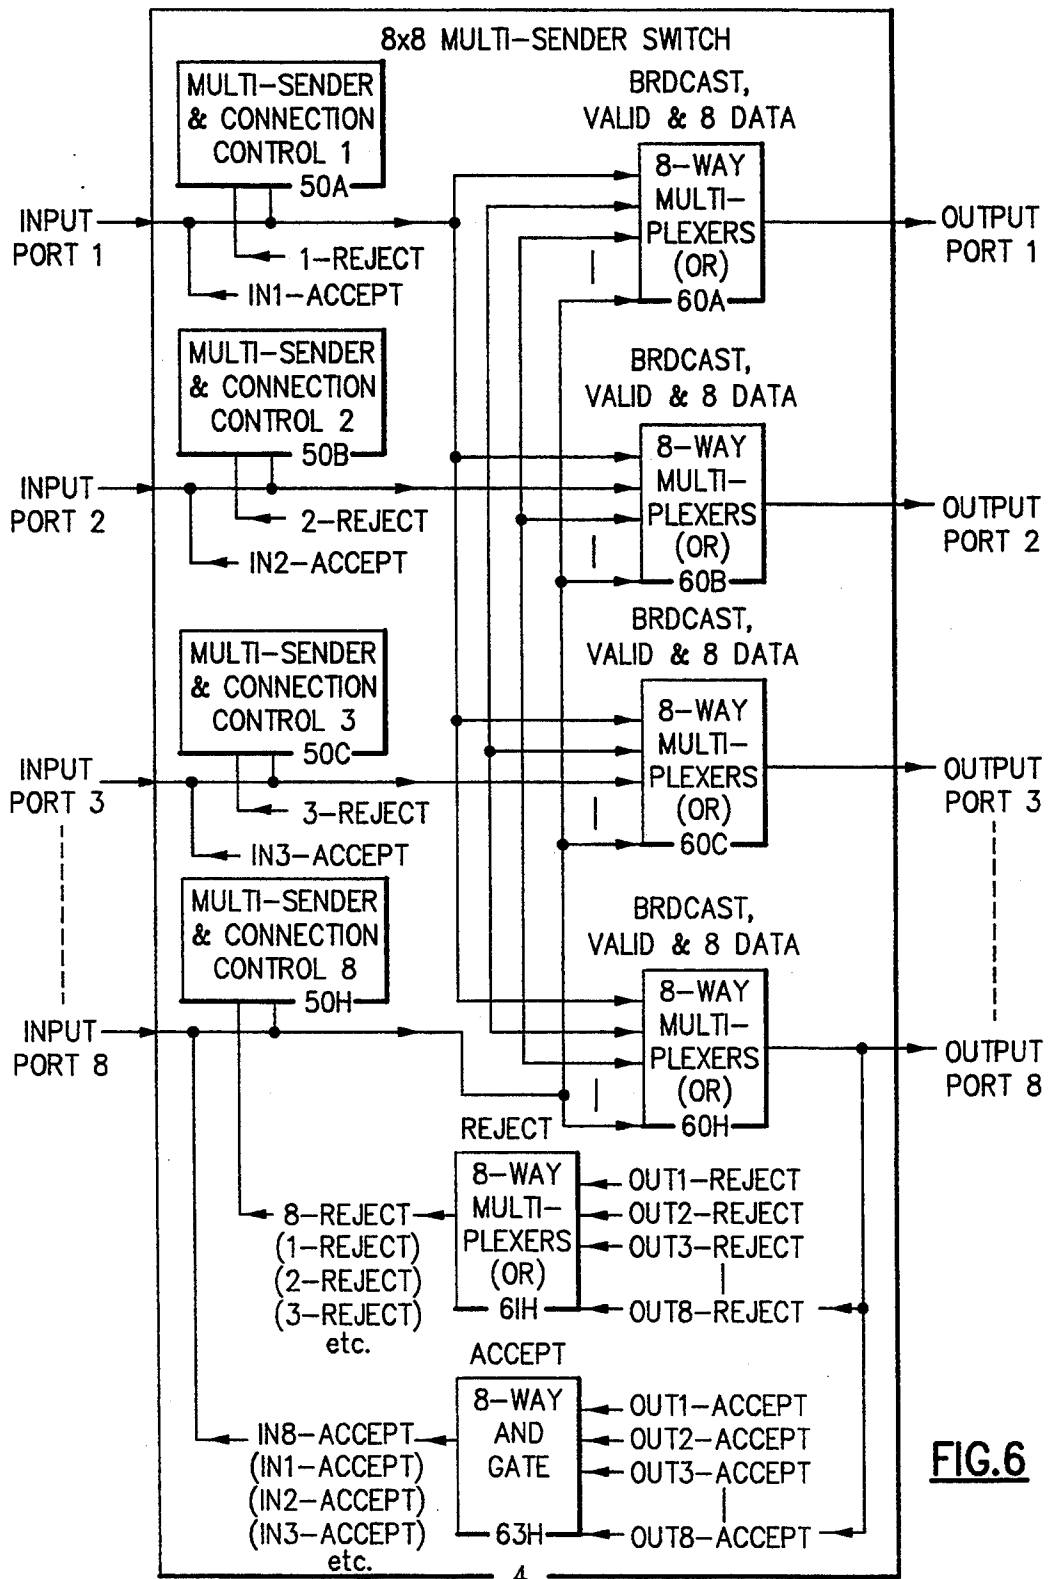 8x8 MULTI-SENDER SWITCH
MULTI-SENDER
& CONNECTION
CONTROL 1
50A
BRDCAST,
VALID & 8 DATA
8-WAY
MULTI-
PLEXERS
(OR)
60A
INPUT
PORT 1
OUTPUT
PORT 1
1-REJECT
IN1-ACCEPT
MULTI-SENDER
& CONNECTION
CONTROL 2
50B
BRDCAST,
VALID & 8 DATA
8-WAY
MULTI-
PLEXERS
(OR)
60B
INPUT
PORT 2
OUTPUT
PORT 2
2-REJECT
IN2-ACCEPT
MULTI-SENDER
& CONNECTION
CONTROL 3
50C
BRDCAST,
VALID & 8 DATA
8-WAY
MULTI-
PLEXERS
(OR)
60C
INPUT
PORT 3
OUTPUT
PORT 3
3-REJECT
IN3-ACCEPT
MULTI-SENDER
& CONNECTION
CONTROL 8
50H
BRDCAST,
VALID & 8 DATA
8-WAY
MULTI-
PLEXERS
(OR)
60H
INPUT
PORT 8
OUTPUT
PORT 8
REJECT
8-WAY
MULTI-
PLEXERS
(OR)
61H
OUT1-REJECT
OUT2-REJECT
OUT3-REJECT
OUT8-REJECT
8-REJECT
(1-REJECT)
(2-REJECT)
(3-REJECT)
etc.
ACCEPT
8-WAY
AND
GATE
63H
OUT1-ACCEPT
OUT2-ACCEPT
OUT3-ACCEPT
OUT8-ACCEPT
IN8-ACCEPT
(IN1-ACCEPT)
(IN2-ACCEPT)
(IN3-ACCEPT)
etc.
4
FIG.6